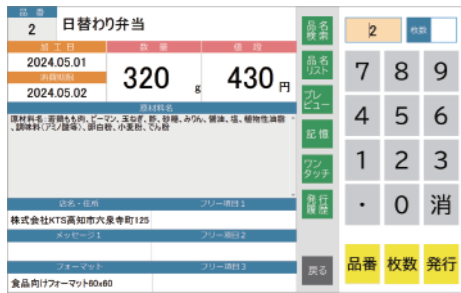 品番
2
日替わり弁当
加工日
数量
値段
2024.05.01
消費期限
2024.05.02
320
g
430
円
原材料名
原材料名:若鶏もも肉、ピーマン、玉ねぎ、酢、砂糖、みりん、醤油、塩、植物性油脂
、調味料(アミノ酸等)、卵白粉、小麦粉、でん粉
店名・住所
フリー項目1
株式会社KTS高知市六泉寺町125
メッセージ1
フリー項目2
フォーマット
フリー項目3
食品向けフォーマット60x60
品名
検索
品名
リスト
プレ
ビュー
記憶
ワン
タッチ
発行
履歴
戻る
2
枚数
7 8 9
4 5 6
1 2 3
・ 0 消
品番 枚数 発行